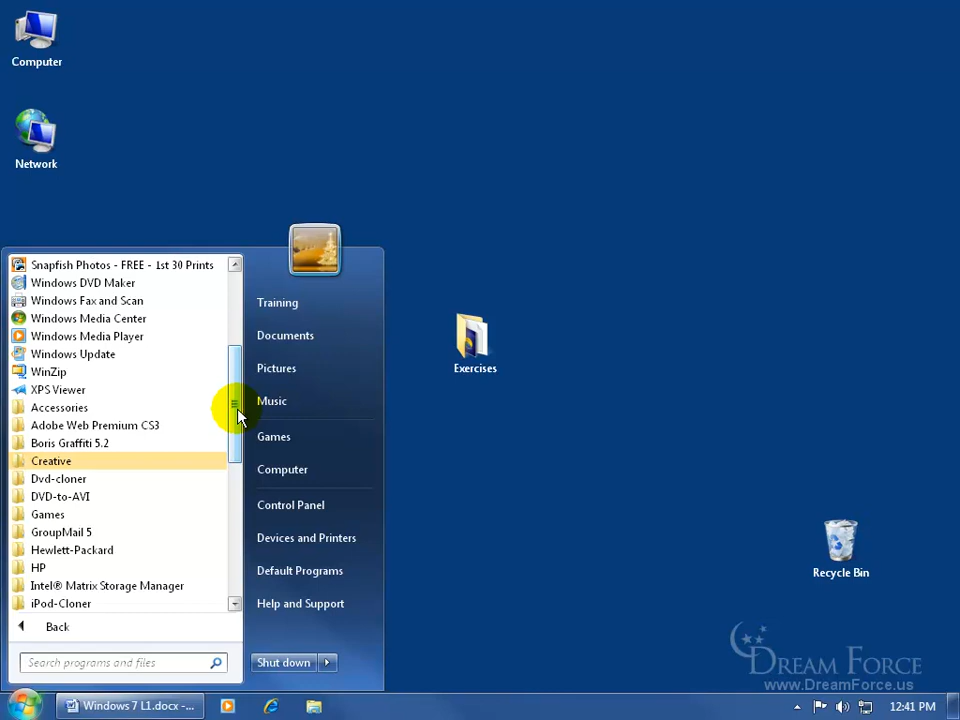 Computer
Network
Snapfish Photos - FREE - 1st 30 Prints
Windows DVD Maker
Windows Fax and Scan
Windows Media Center
Windows Media Player
Windows Update
WinZip
XPS Viewer
Accessories
Adobe Web Premium CS3
Boris Graffiti 5.2
Creative
Dvd-cloner
DVD-to-AVI
Games
GroupMail 5
Hewlett-Packard
HP
Intel® Matrix Storage Manager
iPod-Cloner
Back
Search programs and files
Training
Documents
Pictures
Music
Games
Computer
Control Panel
Devices and Printers
Default Programs
Help and Support
Shut down
Exercises
Recycle Bin
DREAM FORCE
www.DreamForce.us
Windows 7 L1.docx -...
12:41 PM